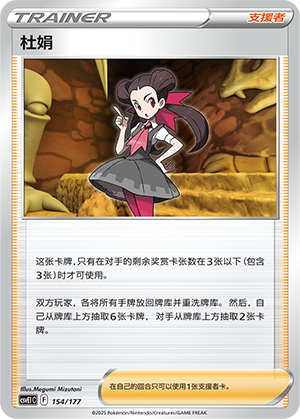 TRAINER 支援者
杜娟
这张卡牌,只有在对手的剩余奖赏卡张数在3张以下(包含
3张)时才可使用。
双方玩家,各将所有手牌放回牌库并重洗牌库。然后,自
己从牌库上方抽取6张卡牌,对手从牌库上方抽取2张卡
牌。
Illus.Megumi Mizutani
F 154/177
在自己的回合只可以使用1张支援者卡。
©2025 Pokémon/Nintendo/Creatures/GAME FREAK.